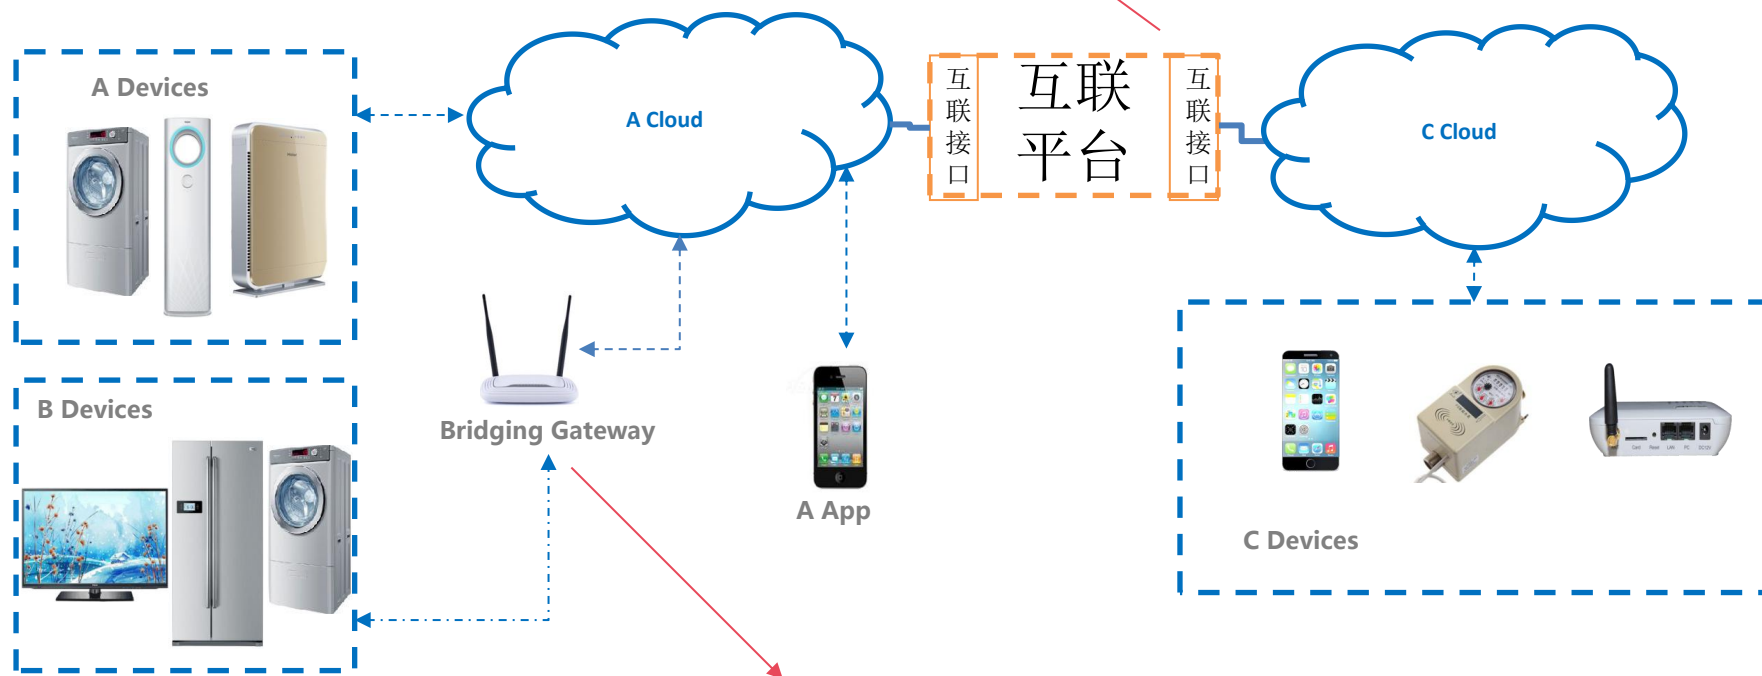 A Devices
A Cloud
互联接口
互联
平台
互联接口
C Cloud
B Devices
Bridging Gateway
A App
C Devices